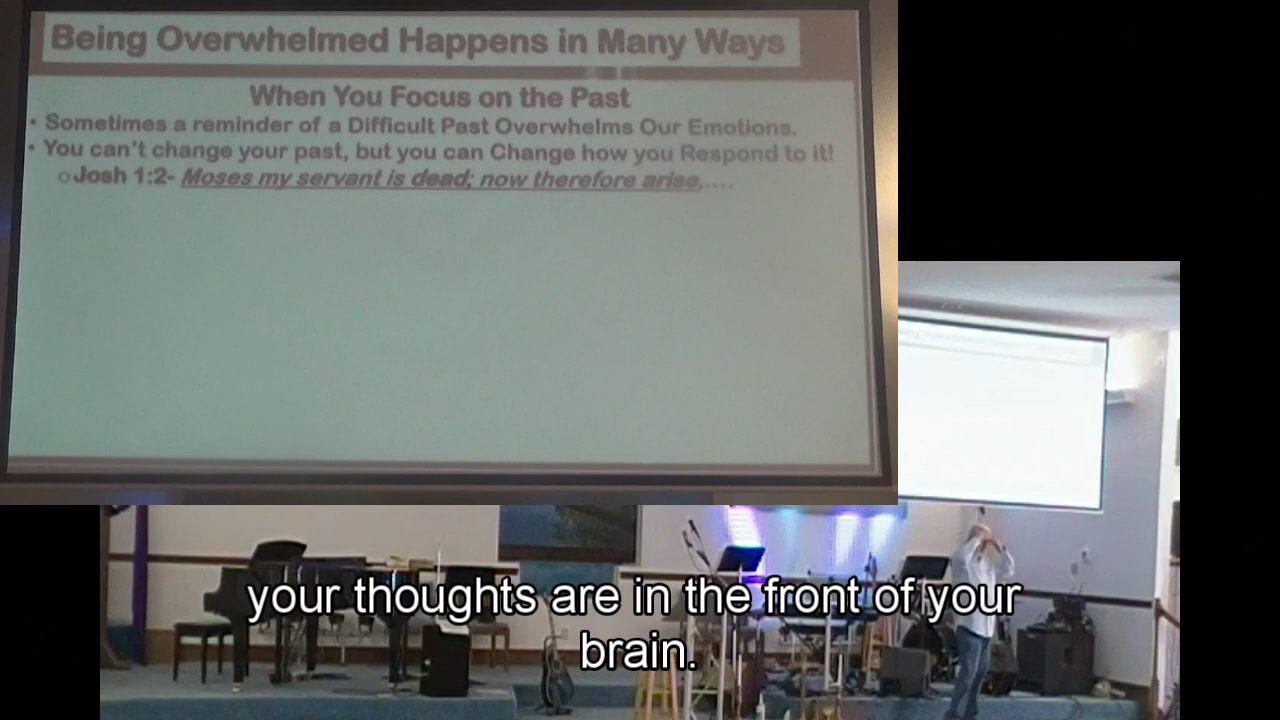 Being Overwhelmed Happens in Many Ways
When You Focus on the Past
• Sometimes a reminder of a Difficult Past Overwhelms Our Emotions.
• You can't change your past, but you can Change how you Respond to it!
○ Josh 1:2- Moses my servant is dead; now therefore arise,....
your thoughts are in the front of your
brain.